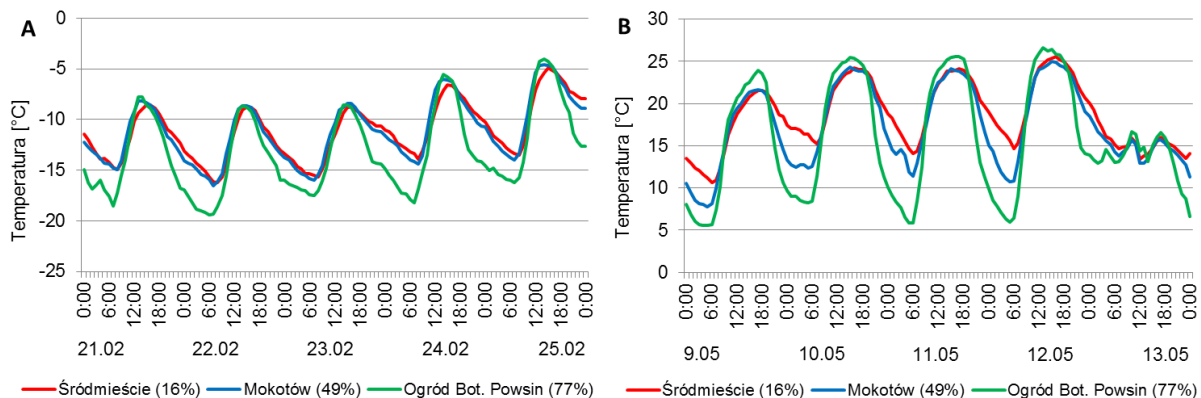 A
Temperatura [°C]
0
-5
-10
-15
-20
-25
0:00 6:00 12:00 18:00 0:00 6:00 12:00 18:00 0:00 6:00 12:00 18:00 0:00 6:00 12:00 18:00 0:00 6:00 12:00 18:00 0:00
21.02 22.02 23.02 24.02 25.02
Śródmieście (16%) Mokotów (49%) Ogród Bot. Powsin (77%)
B
Temperatura [°C]
30
25
20
15
10
5
0
0:00 6:00 12:00 18:00 0:00 6:00 12:00 18:00 0:00 6:00 12:00 18:00 0:00 6:00 12:00 18:00 0:00 6:00 12:00 18:00 0:00
9.05 10.05 11.05 12.05 13.05
Śródmieście (16%) Mokotów (49%) Ogród Bot. Powsin (77%)